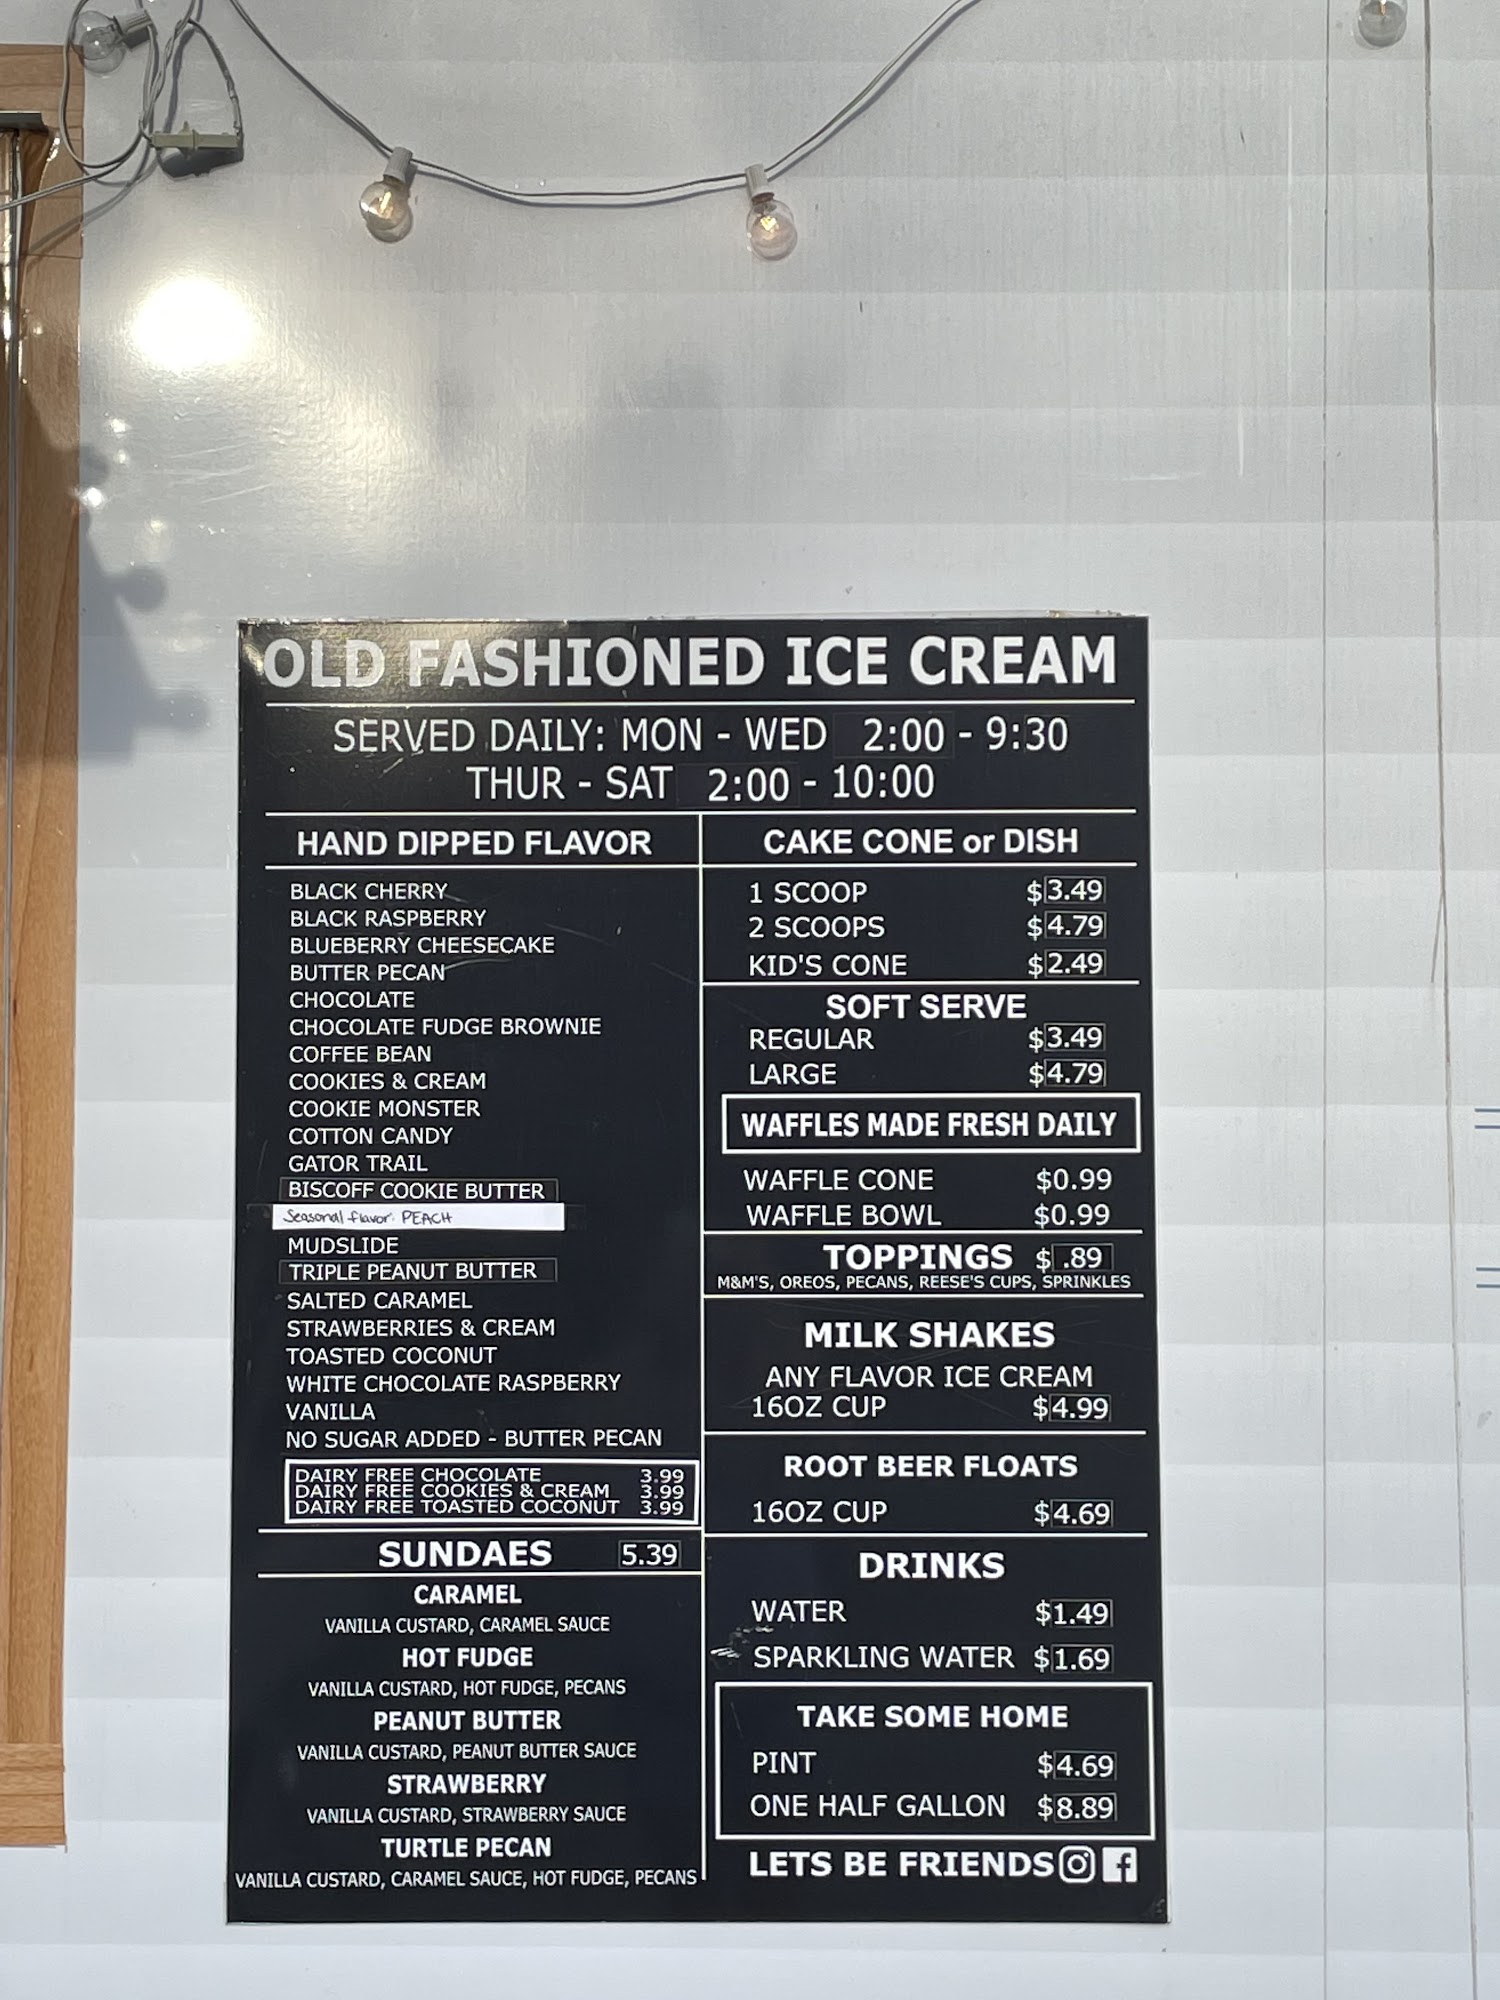 OLD FASHIONED ICE CREAM
SERVED DAILY: MON - WED 2:00 - 9:30
THUR - SAT 2:00 - 10:00
HAND DIPPED FLAVOR
BLACK CHERRY
BLACK RASPBERRY
BLUEBERRY CHEESECAKE
BUTTER PECAN
CHOCOLATE
CHOCOLATE FUDGE BROWNIE
COFFEE BEAN
COOKIES & CREAM
COOKIE MONSTER
COTTON CANDY
GATOR TRAIL
BISCOFF COOKIE BUTTER
Seasonal flavor: PEACH
MUDSLIDE
TRIPLE PEANUT BUTTER
SALTED CARAMEL
STRAWBERRIES & CREAM
TOASTED COCONUT
WHITE CHOCOLATE RASPBERRY
VANILLA
NO SUGAR ADDED - BUTTER PECAN
DAIRY FREE CHOCOLATE 3.99
DAIRY FREE COOKIES & CREAM 3.99
DAIRY FREE TOASTED COCONUT 3.99
SUNDAES 5.39
CARAMEL
VANILLA CUSTARD, CARAMEL SAUCE
HOT FUDGE
VANILLA CUSTARD, HOT FUDGE, PECANS
PEANUT BUTTER
VANILLA CUSTARD, PEANUT BUTTER SAUCE
STRAWBERRY
VANILLA CUSTARD, STRAWBERRY SAUCE
TURTLE PECAN
VANILLA CUSTARD, CARAMEL SAUCE, HOT FUDGE, PECANS
CAKE CONE or DISH
1 SCOOP $3.49
2 SCOOPS $4.79
KID'S CONE $2.49
SOFT SERVE
REGULAR $3.49
LARGE $4.79
WAFFLES MADE FRESH DAILY
WAFFLE CONE $0.99
WAFFLE BOWL $0.99
TOPPINGS $ .89
M&M'S, OREOS, PECANS, REESE'S CUPS, SPRINKLES
MILK SHAKES
ANY FLAVOR ICE CREAM
16OZ CUP $4.99
ROOT BEER FLOATS
16OZ CUP $4.69
DRINKS
WATER $1.49
SPARKLING WATER $1.69
TAKE SOME HOME
PINT $4.69
ONE HALF GALLON $8.89
LETS BE FRIENDS